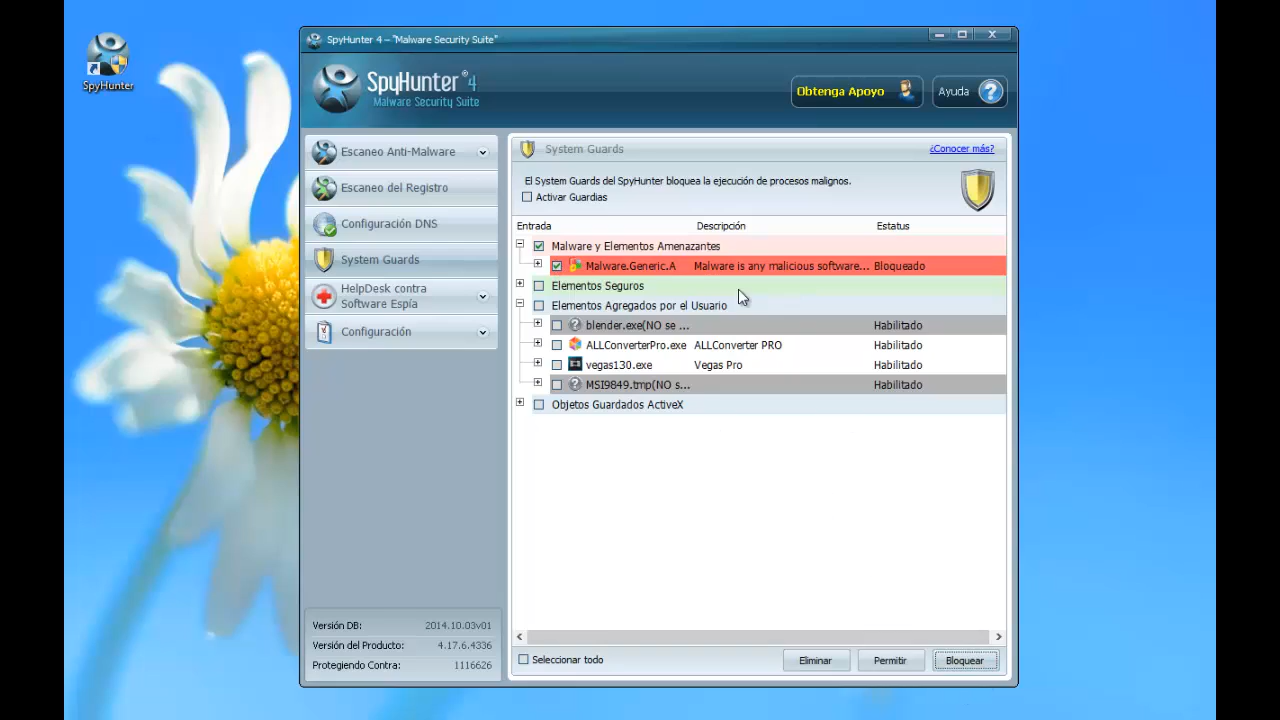 SpyHunter
SpyHunter 4 – "Malware Security Suite"
SpyHunter® 4
Malware Security Suite
Obtenga Apoyo
Ayuda
Escaneo Anti-Malware
Escaneo del Registro
Configuración DNS
System Guards
HelpDesk contra
Software Espía
Configuración
System Guards
¿Conocer más?
El System Guards del SpyHunter bloquea la ejecución de procesos malignos.
Activar Guardias
Entrada Descripción Estatus
Malware y Elementos Amenazantes
Malware.Generic.A Malware is any malicious software... Bloqueado
Elementos Seguros
Elementos Agregados por el Usuario
blender.exe(NO se ... Habilitado
ALLConverterPro.exe ALLConverter PRO Habilitado
vegas130.exe Vegas Pro Habilitado
MSI9849.tmp(NO s... Habilitado
Objetos Guardados ActiveX
Versión DB: 2014.10.03v01
Versión del Producto: 4.17.6.4336
Protegiendo Contra: 1116626
Seleccionar todo
Eliminar
Permitir
Bloquear